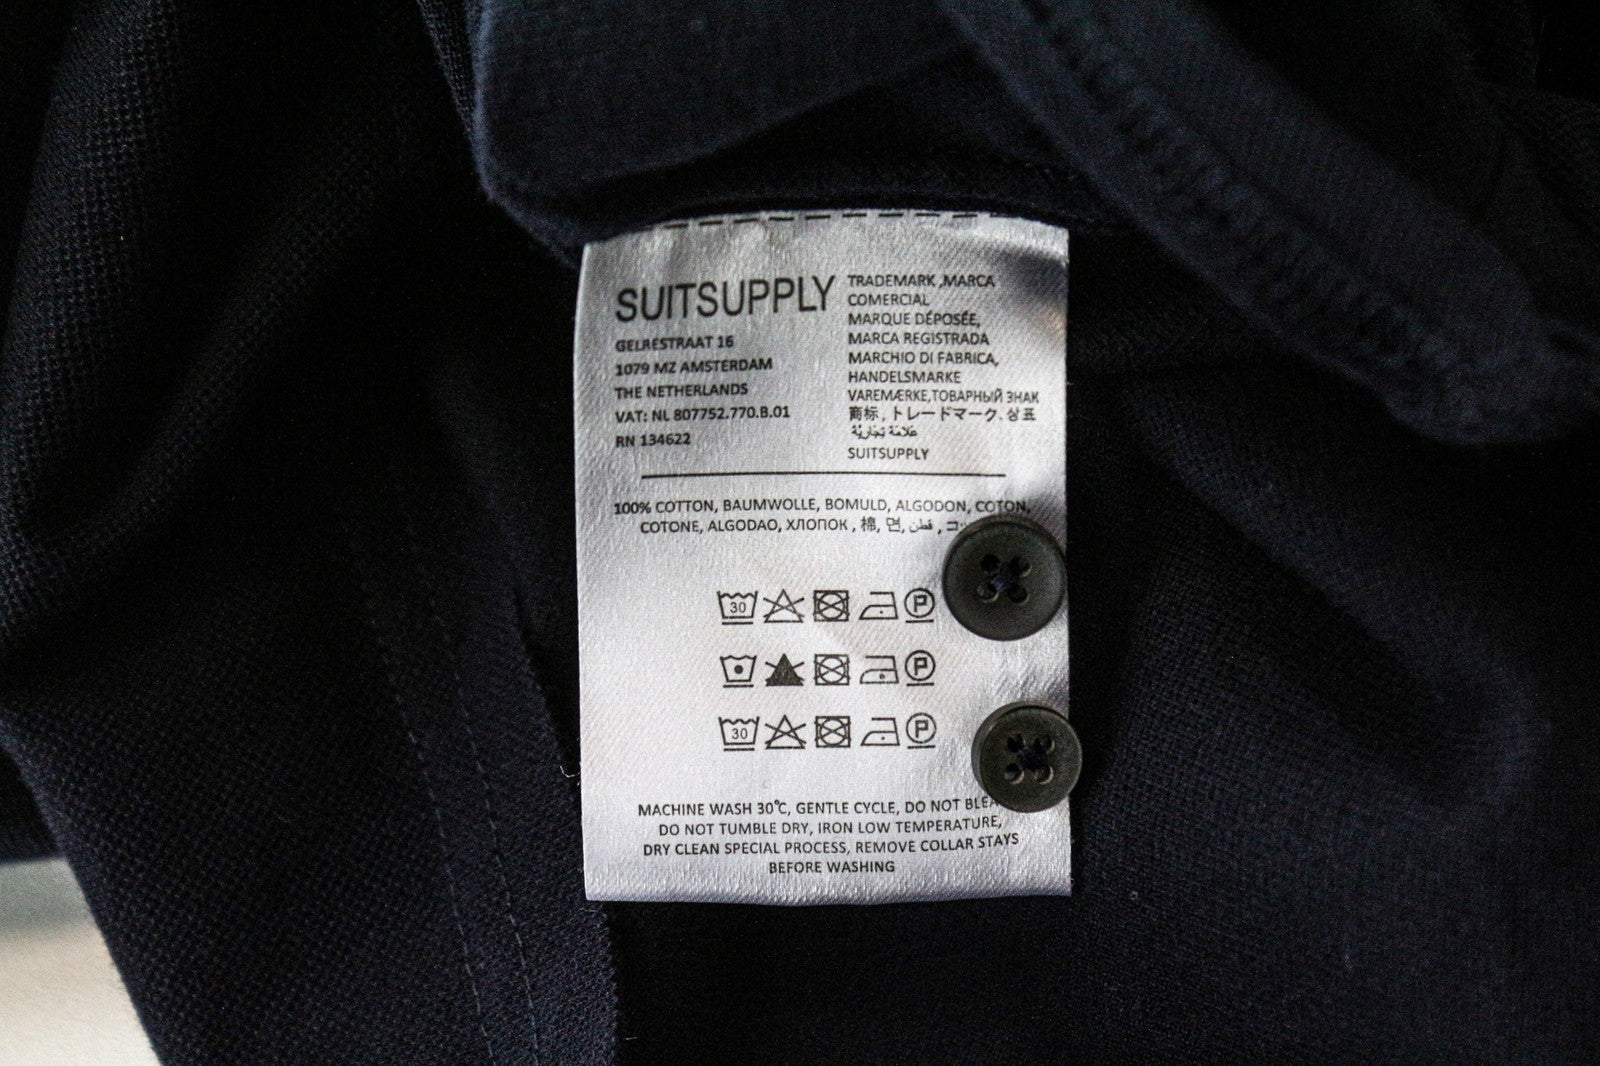 SUITSUPPLY
GELRESTRAAT 16
1079 MZ AMSTERDAM
THE NETHERLANDS
VAT: NL 807752.770.B.01
RN 134622
TRADEMARK ,MARCA
COMERCIAL
MARQUE DÉPOSÉE,
MARCA REGISTRADA
MARCHIO DI FABRICA,
HANDELSMARKE
VAREMÆRKE,ТОВАРНЫЙ ЗНАК
商标 , トレードマーク. 상표
عَلامَة تِجَارِيَّة
SUITSUPPLY
100% COTTON, BAUMWOLLE, BOMULD, ALGODON, COTON,
COTONE, ALGODAO, ХЛОПОК , 棉, 면, قطن ,
30 P
P
30 P
MACHINE WASH 30℃, GENTLE CYCLE, DO NOT
DO NOT TUMBLE DRY, IRON LOW TEMPERATURE,
DRY CLEAN SPECIAL PROCESS, REMOVE COLLAR STAYS
BEFORE WASHING